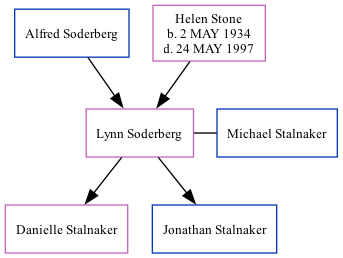 Alfred Soderberg
Helen Stone
b. 2 MAY 1934
d. 24 MAY 1997
Lynn Soderberg
Michael Stalnaker
Danielle Stalnaker
Jonathan Stalnaker